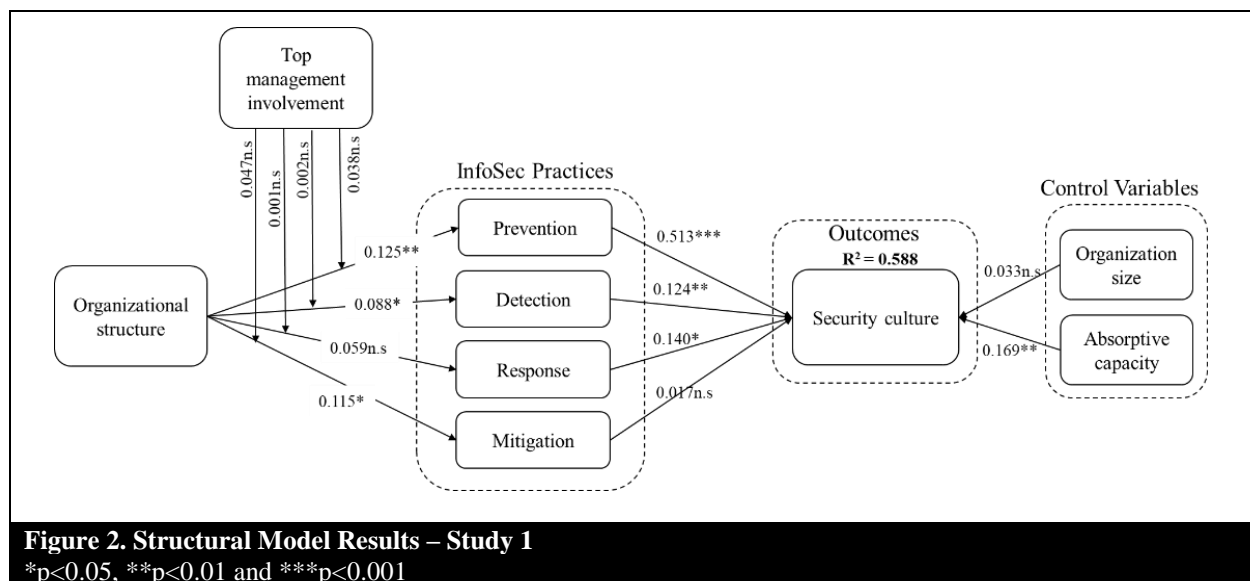 Top
management
involvement
0.047n.s
0.001n.s
0.002n.s
0.038n.s
InfoSec Practices
Control Variables
Organizational
structure
0.125**
0.088*
0.059n.s
0.115*
Prevention
Detection
Response
Mitigation
0.513***
0.124**
0.140*
0.017n.s
Outcomes
R² = 0.588
Security culture
0.033n.s
0.169**
Organization
size
Absorptive
capacity
Figure 2. Structural Model Results – Study 1
*p<0.05, **p<0.01 and ***p<0.001